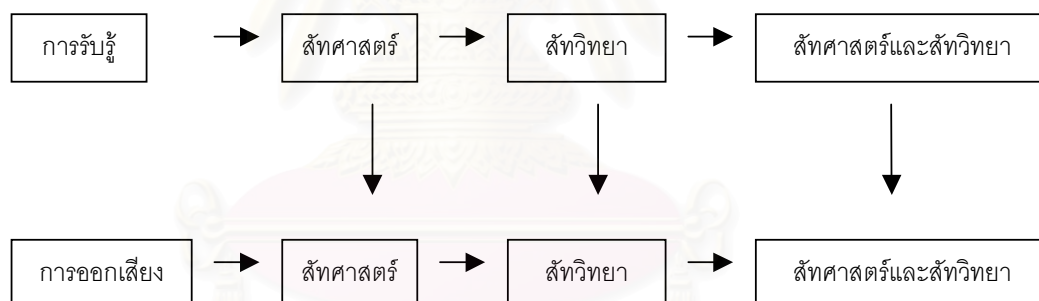 การรับรู้ สัทศาสตร์ สัทวิทยา สัทศาสตร์และสัทวิทยา
การออกเสียง สัทศาสตร์ สัทวิทยา สัทศาสตร์และสัทวิทยา